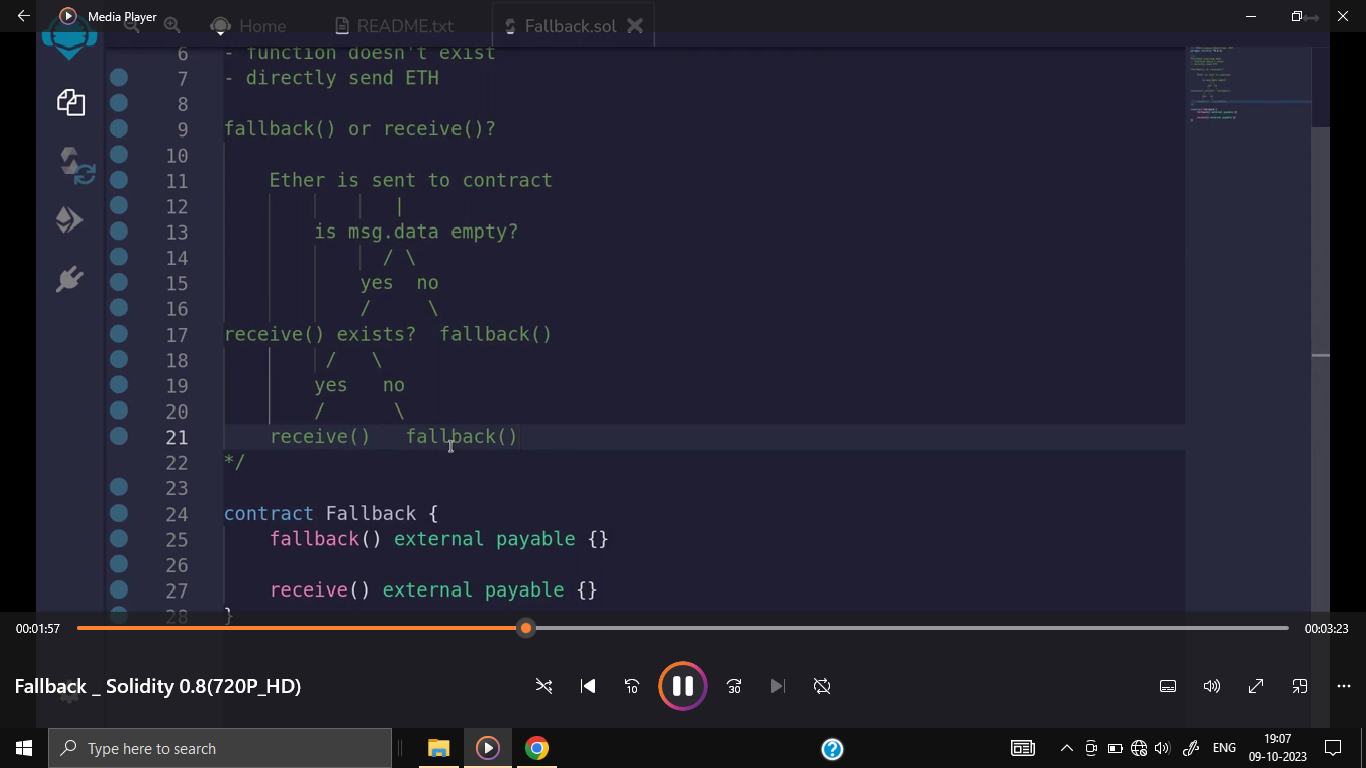 Media Player
Home README.txt Fallback.sol
6 - function doesn't exist
7 - directly send ETH
8
9 fallback() or receive()?
10
11 Ether is sent to contract
12 |
13 is msg.data empty?
14 / \
15 yes no
16 / \
17 receive() exists? fallback()
18 / \
19 yes no
20 / \
21 receive() fallback()
22 */
23
24 contract Fallback {
25 fallback() external payable {}
26
27 receive() external payable {}
28 }
00:01:57 00:03:23
Fallback _ Solidity 0.8(720P_HD)
10 30
Type here to search
ENG
19:07
09-10-2023